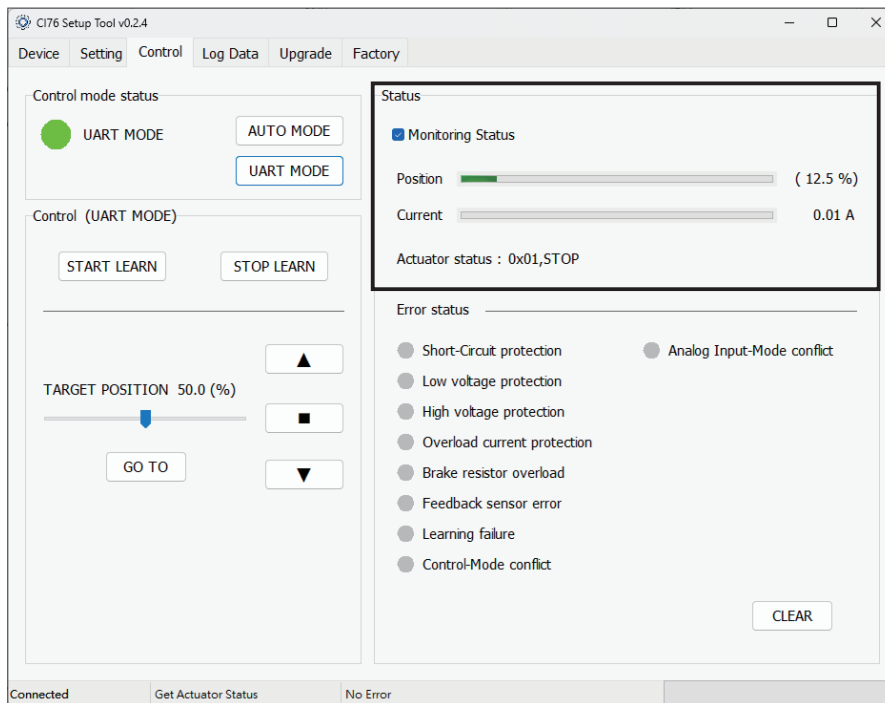 CI76 Setup Tool v0.2.4
Device Setting Control Log Data Upgrade Factory
Control mode status
UART MODE
AUTO MODE
UART MODE
Control (UART MODE)
START LEARN STOP LEARN
▲
TARGET POSITION 50.0 (%)
■
GO TO
▼
Status
Monitoring Status
Position ( 12.5 %)
Current 0.01 A
Actuator status : 0x01,STOP
Error status
Short-Circuit protection Analog Input-Mode conflict
Low voltage protection
High voltage protection
Overload current protection
Brake resistor overload
Feedback sensor error
Learning failure
Control-Mode conflict
CLEAR
Connected Get Actuator Status No Error